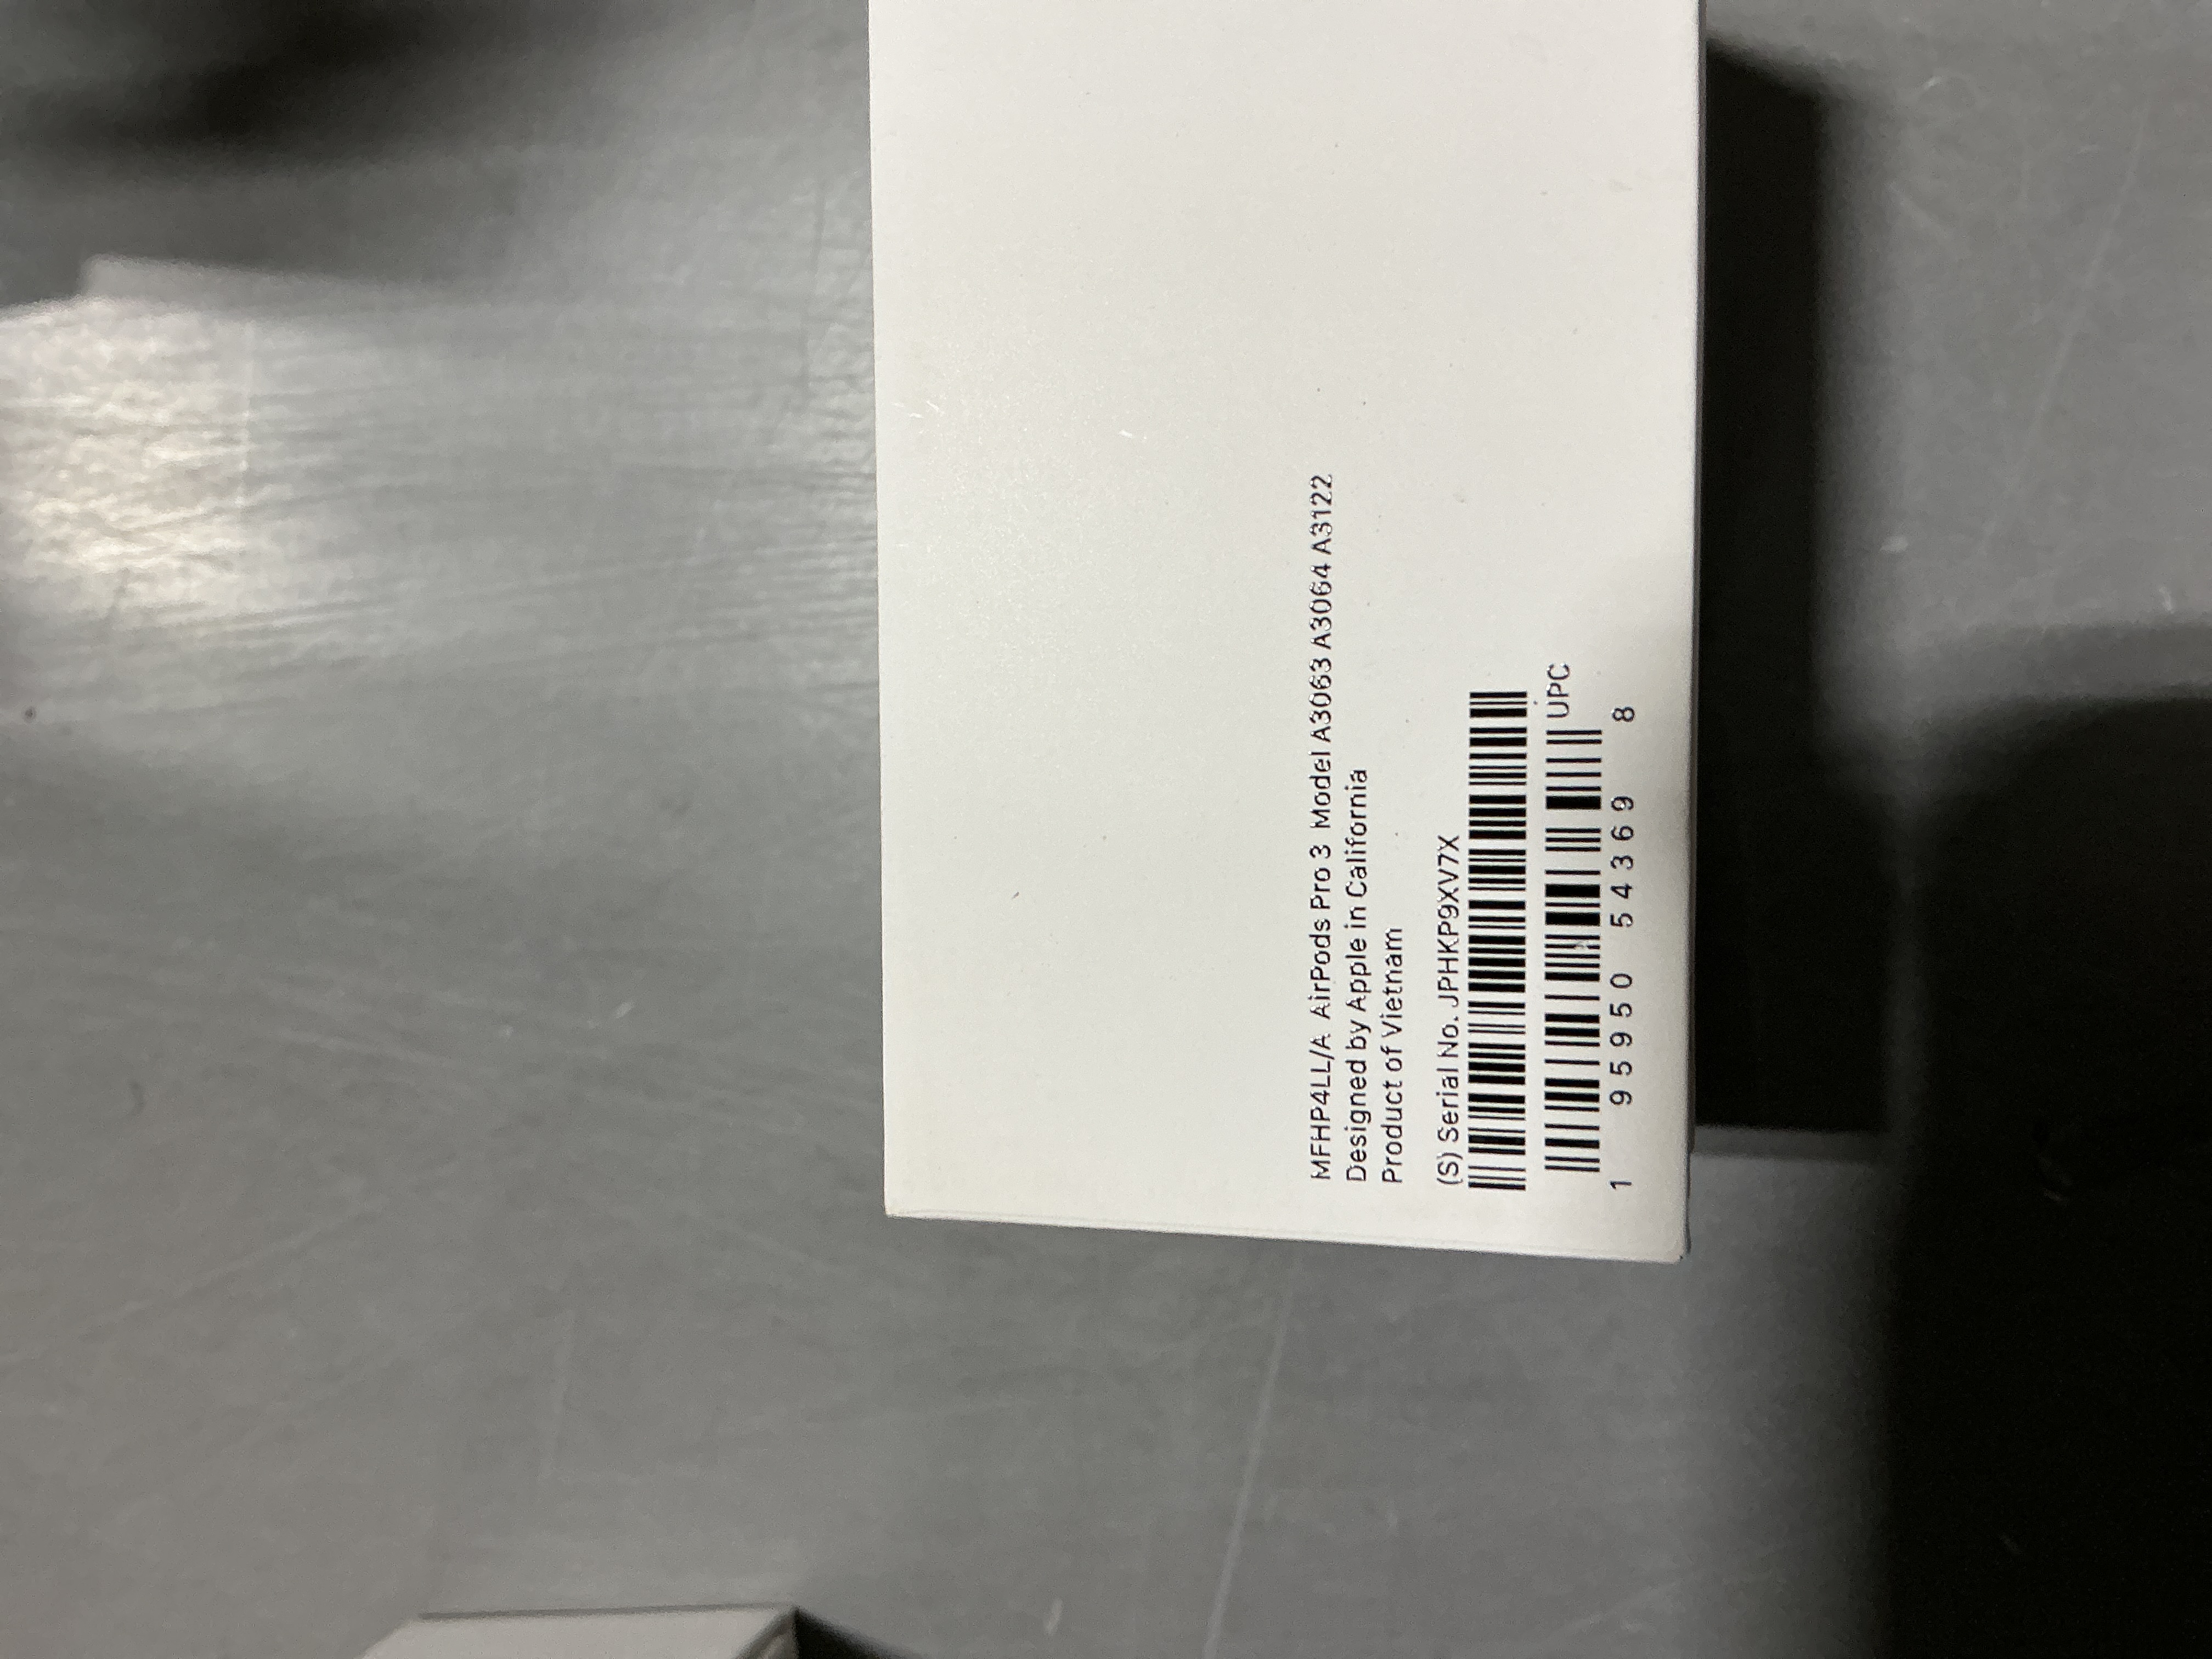 MFHP4LL/A AirPods Pro 3 Model A3063 A3064 A3122
Designed by Apple in California
Product of Vietnam
(S) Serial No. JPHKP9XV7X
UPC
1 95950 54369 8